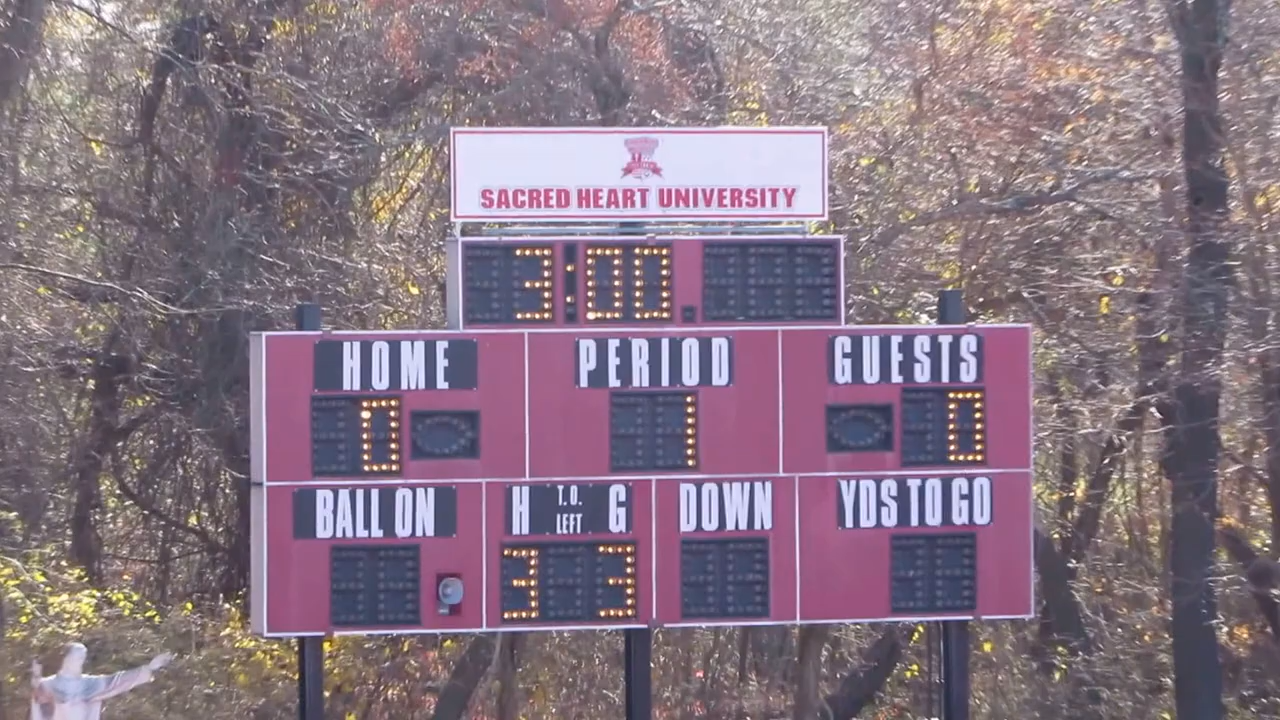 SACRED HEART UNIVERSITY
3:00
HOME PERIOD GUESTS
0 1 0
BALL ON H T.O. LEFT G DOWN YDS TO GO
3 3